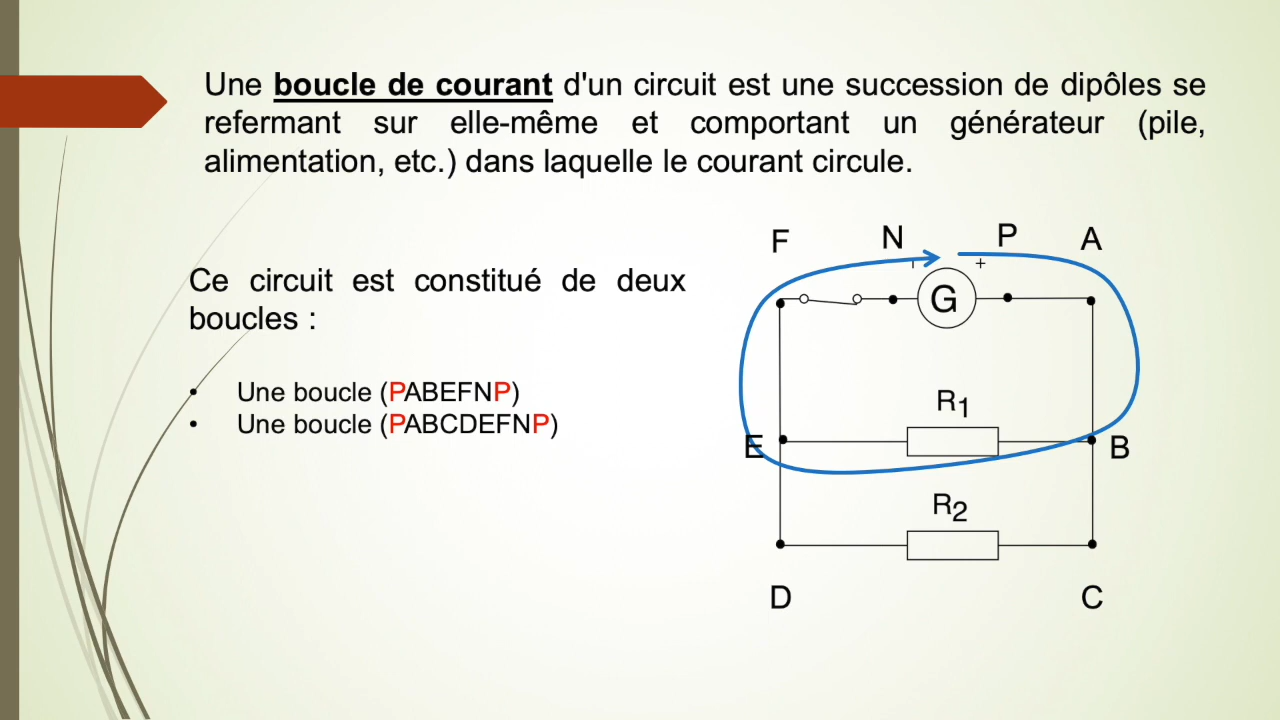 Une boucle de courant d'un circuit est une succession de dipôles se
refermant sur elle-même et comportant un générateur (pile,
alimentation, etc.) dans laquelle le courant circule.
F N P A
- +
Ce circuit est constitué de deux
boucles :
G
• Une boucle (PABEFNP)
• Une boucle (PABCDEFNP)
R1
E B
R2
D C